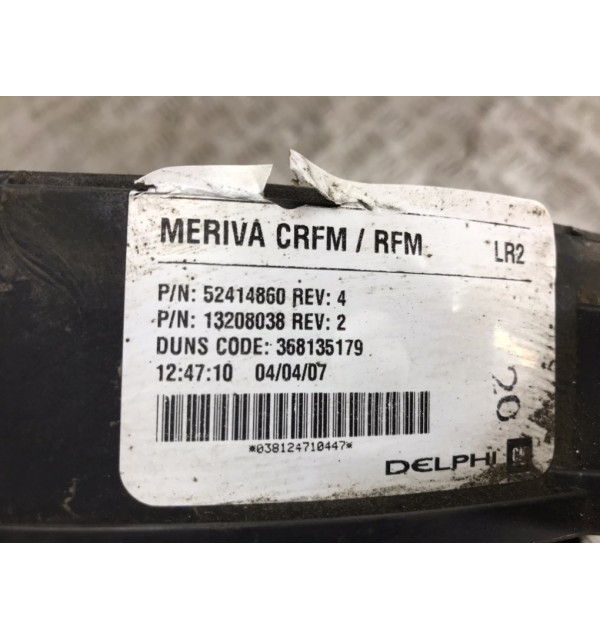 MERIVA CRFM / RFM
LR2
P/N: 52414860 REV: 4
P/N: 13208038 REV: 2
DUNS CODE: 368135179
12:47:10 04/04/07
*038124710447*
20
DELPHI